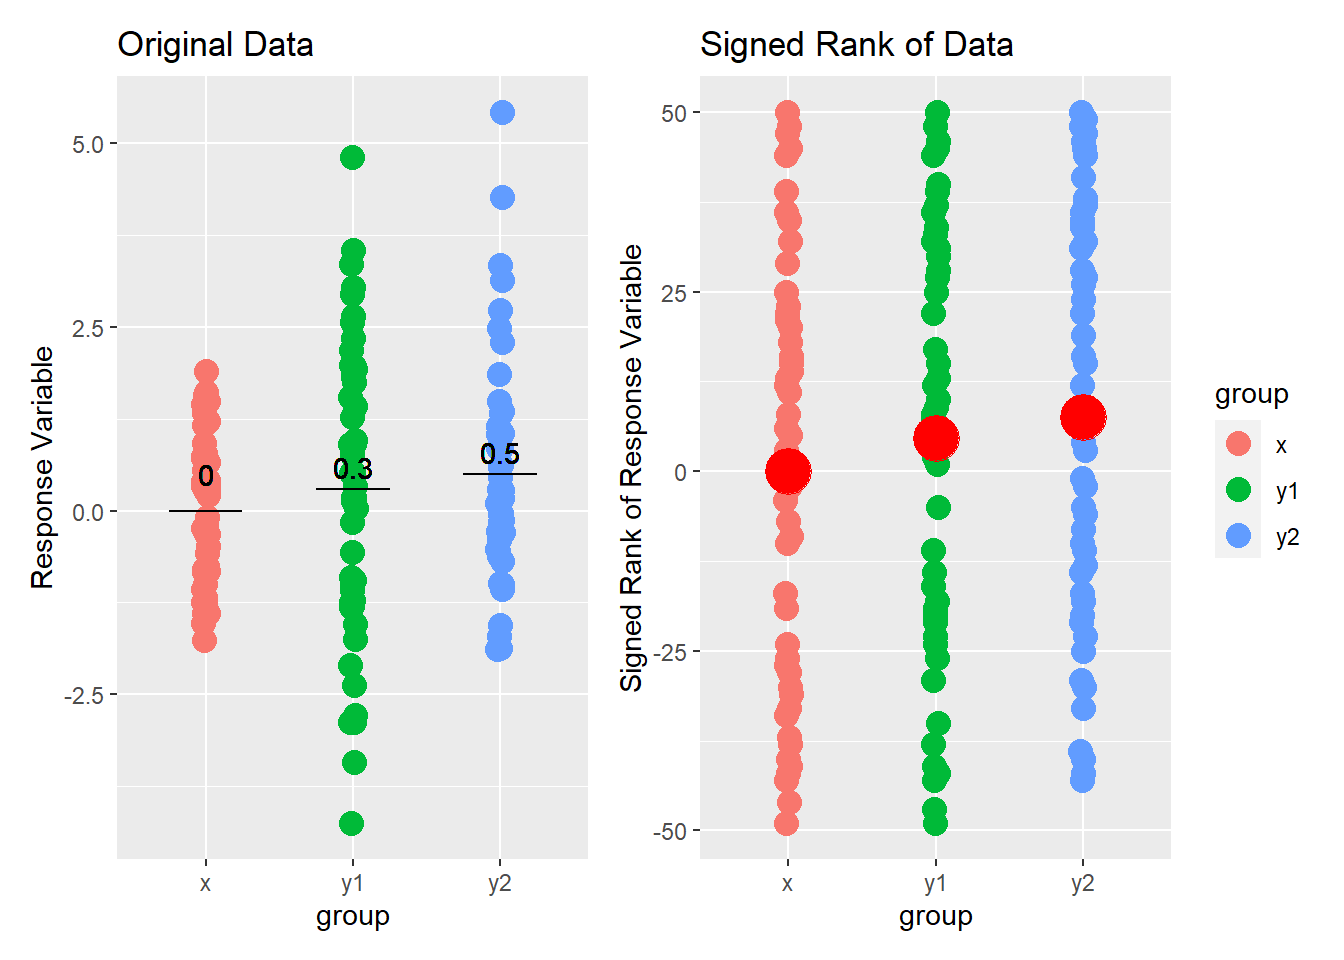 Original Data
Response Variable
5.0
2.5
0.0
-2.5
0
0.3
0.5
x
y1
y2
group
Signed Rank of Data
Signed Rank of Response Variable
50
25
0
-25
-50
x
y1
y2
group
group
x
y1
y2